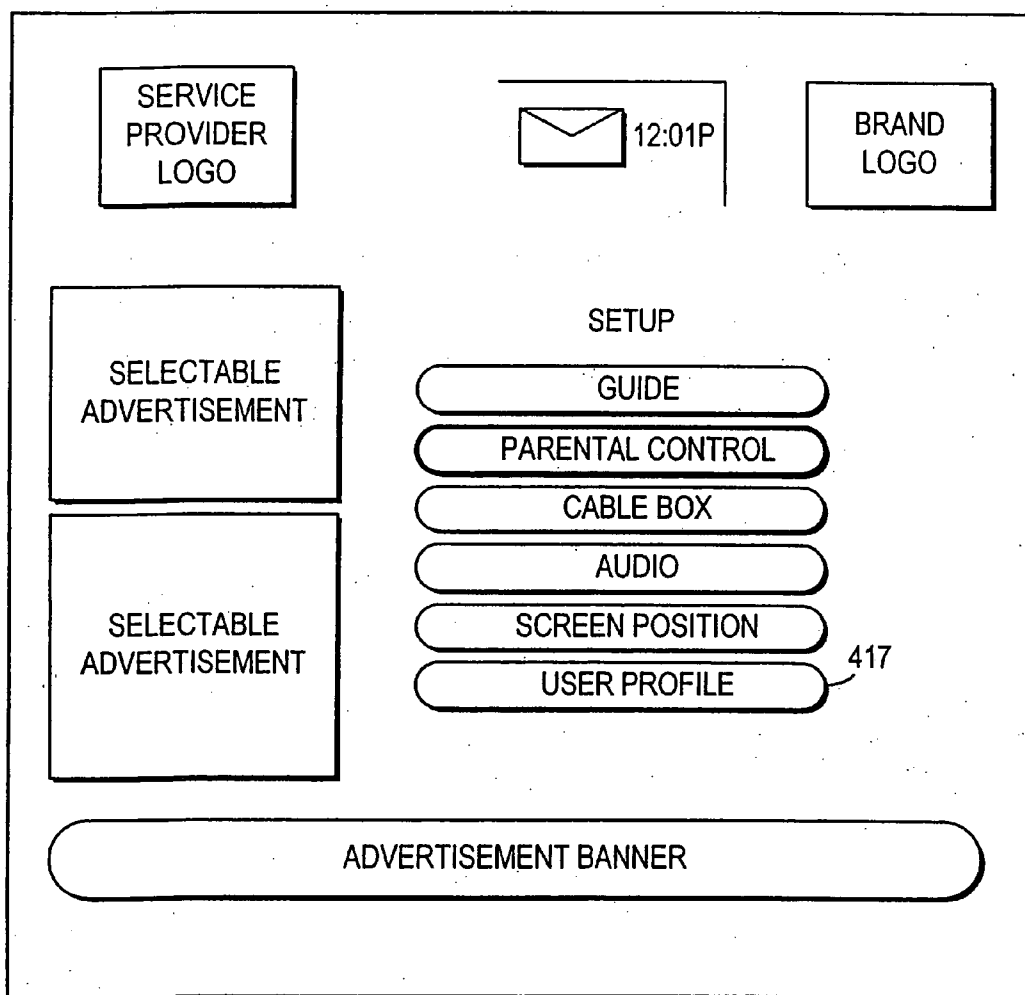 SERVICE
PROVIDER
LOGO
12:01P
BRAND
LOGO
SELECTABLE
ADVERTISEMENT
SELECTABLE
ADVERTISEMENT
SETUP
GUIDE
PARENTAL CONTROL
CABLE BOX
AUDIO
SCREEN POSITION
USER PROFILE
417
ADVERTISEMENT BANNER